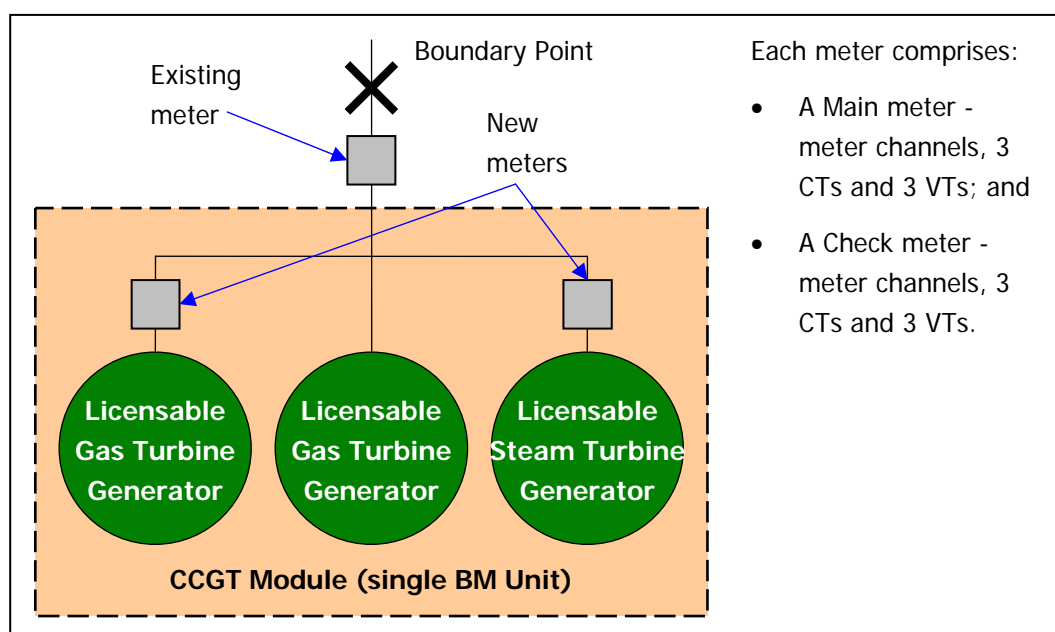 Boundary Point
Existing
meter
New
meters
Each meter comprises:
• A Main meter -
meter channels, 3
CTs and 3 VTs; and
• A Check meter -
meter channels, 3
CTs and 3 VTs.
Licensable
Gas Turbine
Generator
Licensable
Gas Turbine
Generator
Licensable
Steam Turbine
Generator
CCGT Module (single BM Unit)